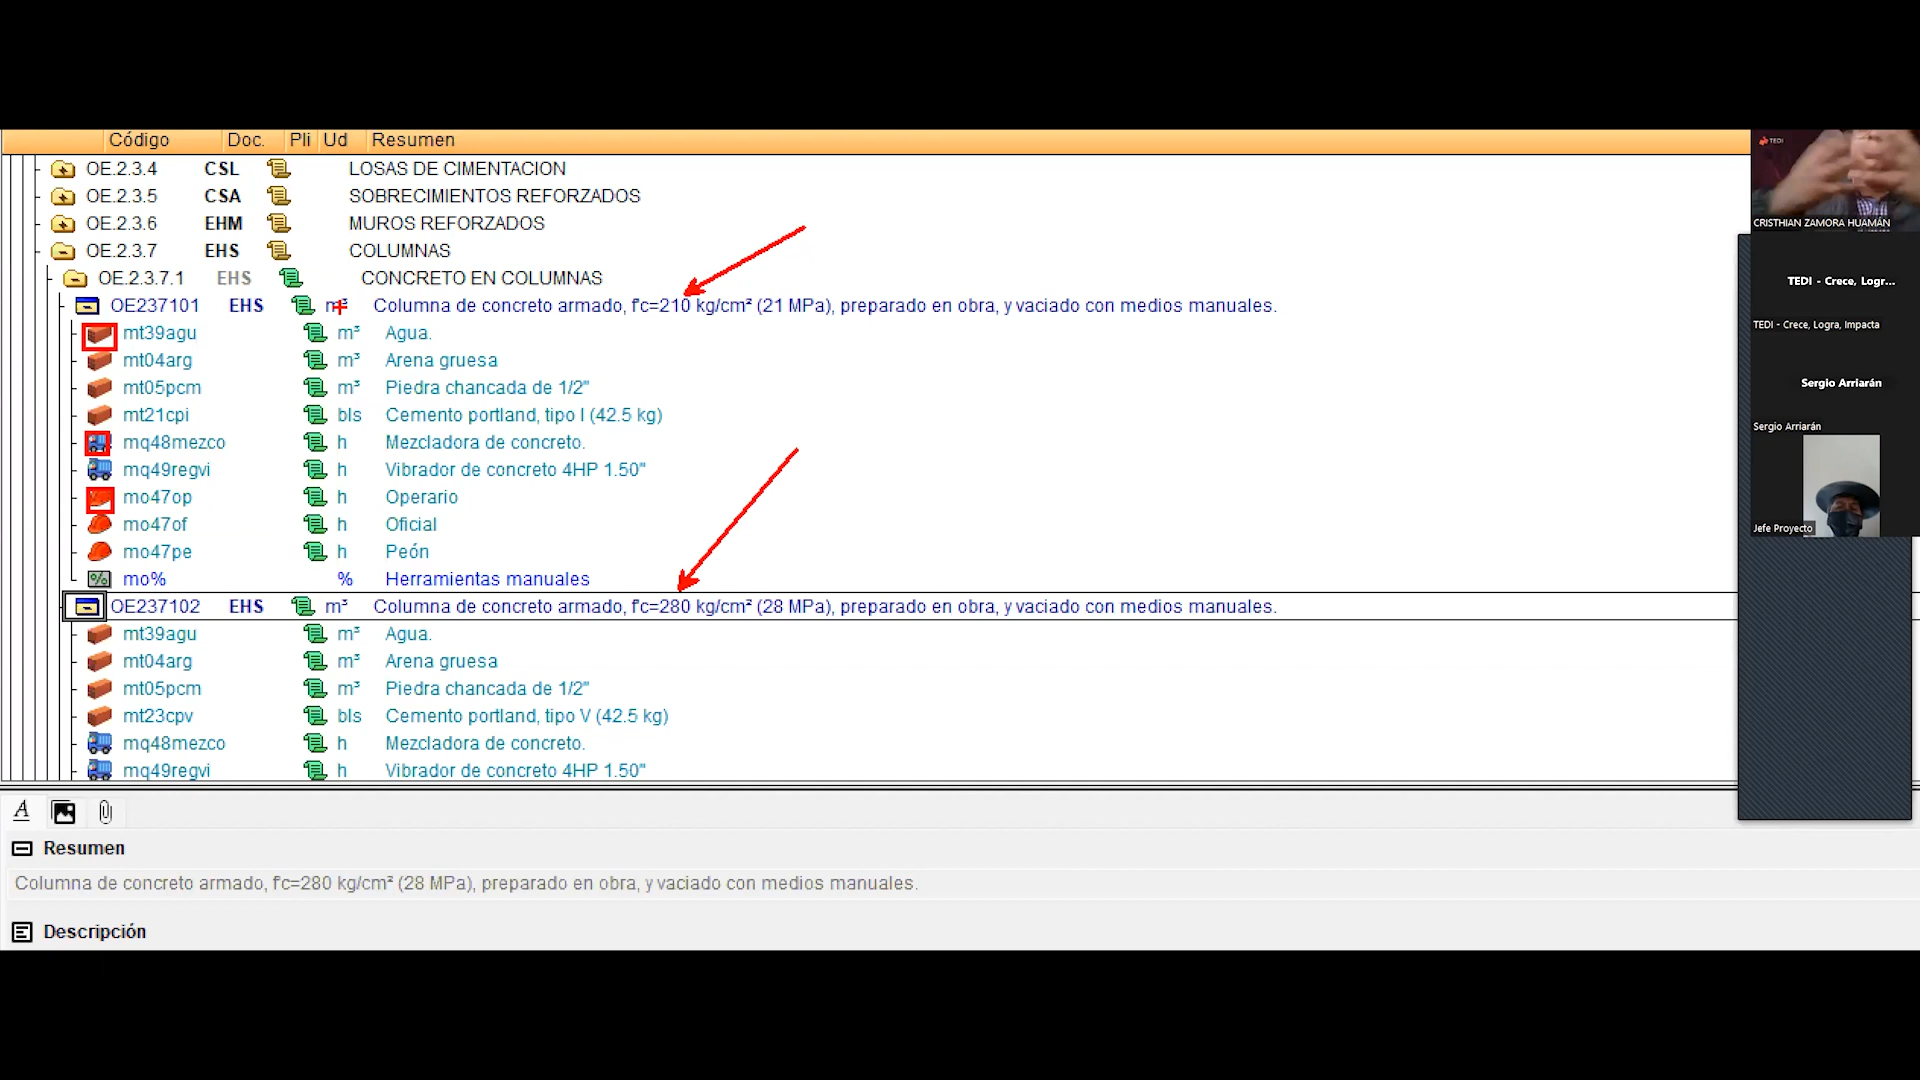 Código Doc. Pli Ud Resumen
OE.2.3.4 CSL LOSAS DE CIMENTACION
OE.2.3.5 CSA SOBRECIMIENTOS REFORZADOS
OE.2.3.6 EHM MUROS REFORZADOS
OE.2.3.7 EHS COLUMNAS
OE.2.3.7.1 EHS CONCRETO EN COLUMNAS
OE237101 EHS m³ Columna de concreto armado, f'c=210 kg/cm² (21 MPa), preparado en obra, y vaciado con medios manuales.
mt39agu m³ Agua.
mt04arg m³ Arena gruesa
mt05pcm m³ Piedra chancada de 1/2"
mt21cpi bls Cemento portland, tipo I (42.5 kg)
mq48mezco h Mezcladora de concreto.
mq49regvi h Vibrador de concreto 4HP 1.50"
mo47op h Operario
mo47of h Oficial
mo47pe h Peón
% mo% % Herramientas manuales
OE237102 EHS m³ Columna de concreto armado, f'c=280 kg/cm² (28 MPa), preparado en obra, y vaciado con medios manuales.
mt39agu m³ Agua.
mt04arg m³ Arena gruesa
mt05pcm m³ Piedra chancada de 1/2"
mt23cpv bls Cemento portland, tipo V (42.5 kg)
mq48mezco h Mezcladora de concreto.
mq49regvi h Vibrador de concreto 4HP 1.50"
A
Resumen
Columna de concreto armado, f'c=280 kg/cm² (28 MPa), preparado en obra, y vaciado con medios manuales.
Descripción
TEDI
CRISTHIAN ZAMORA HUAMÁN
TEDI - Crece, Logr...
TEDI - Crece, Logra, Impacta
Sergio Arriarán
Sergio Arriarán
Jefe Proyecto